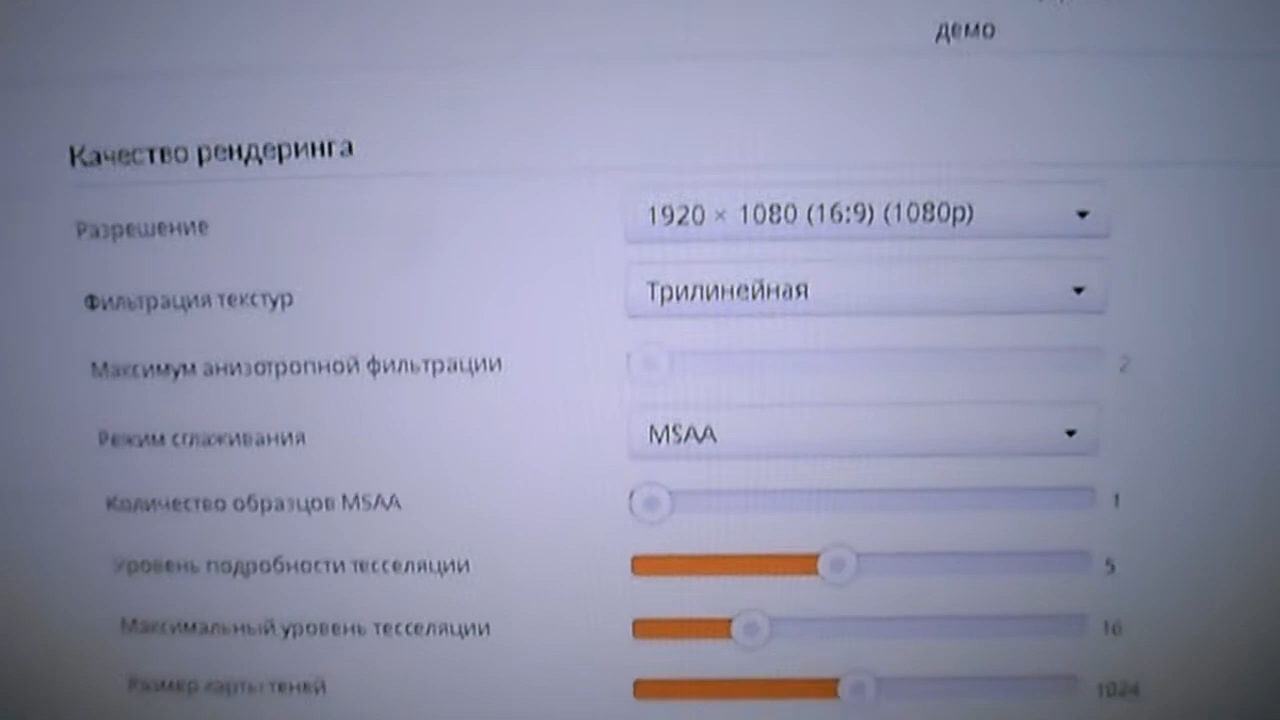 демо
Качество рендеринга
Разрешение 1920 × 1080 (16:9) (1080p)
Фильтрация текстур Трилинейная
Максимум анизотропной фильтрации 2
Режим сглаживания MSAA
Количество образцов MSAA 1
Уровень подробности тесселяции 5
Максимальный уровень тесселяции 16
Размер карты теней 1024